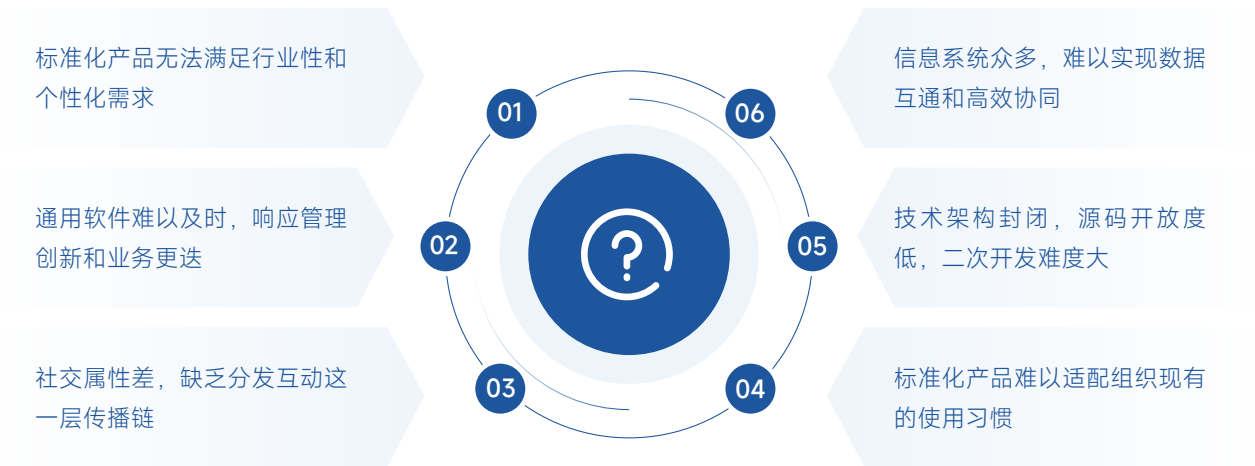 标准化产品无法满足行业性和
个性化需求
01
通用软件难以及时，响应管理
创新和业务更迭
02
社交属性差，缺乏分发互动这
一层传播链
03
标准化产品难以适配组织现有
的使用习惯
04
技术架构封闭，源码开放度
低，二次开发难度大
05
信息系统众多，难以实现数据
互通和高效协同
06
?